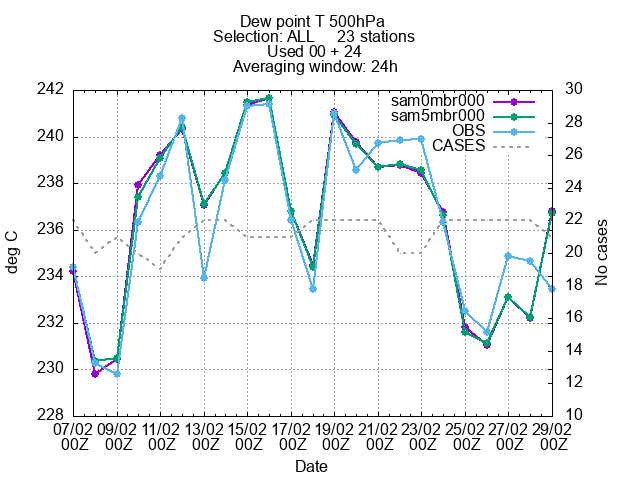 Dew point T 500hPa
Selection: ALL 23 stations
Used 00 + 24
Averaging window: 24h
242
240
238
236
234
232
230
228
deg C
30
28
26
24
22
20
18
16
14
12
10
No cases
sam0mbr000
sam5mbr000
OBS
CASES
07/02 09/02 11/02 13/02 15/02 17/02 19/02 21/02 23/02 25/02 27/02 29/02
00Z 00Z 00Z 00Z 00Z 00Z 00Z 00Z 00Z 00Z 00Z 00Z
Date